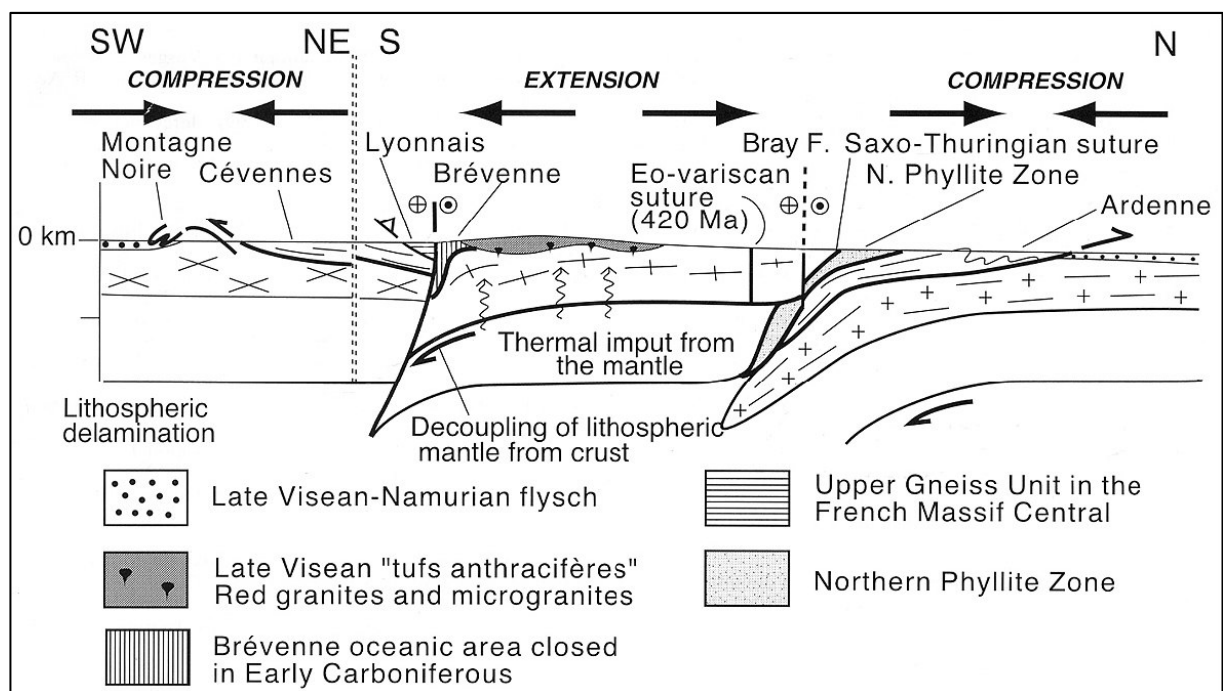 SW NE S N
COMPRESSION EXTENSION COMPRESSION
Montagne
Noire
Cévennes
Lyonnais
Brévenne
Eo-variscan
suture
(420 Ma)
Bray F. Saxo-Thuringian suture
N. Phyllite Zone
Ardenne
0 km
Thermal imput from
the mantle
Lithospheric
delamination
Decoupling of lithospheric
mantle from crust
Late Visean-Namurian flysch
Late Visean "tufs anthracifères"
Red granites and microgranites
Brévenne oceanic area closed
in Early Carboniferous
Upper Gneiss Unit in the
French Massif Central
Northern Phyllite Zone